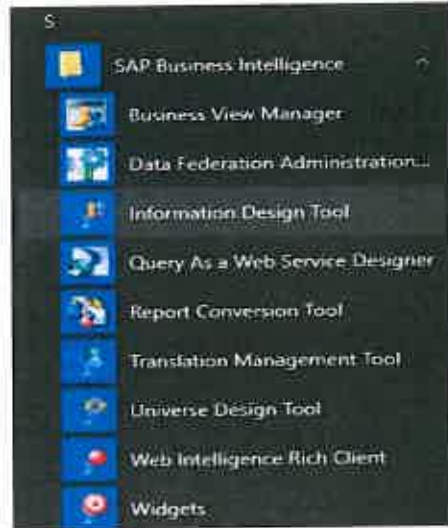 S
SAP Business Intelligence
Business View Manager
Data Federation Administration...
Information Design Tool
Query As a Web Service Designer
Report Conversion Tool
Translation Management Tool
Universe Design Tool
Web Intelligence Rich Client
Widgets